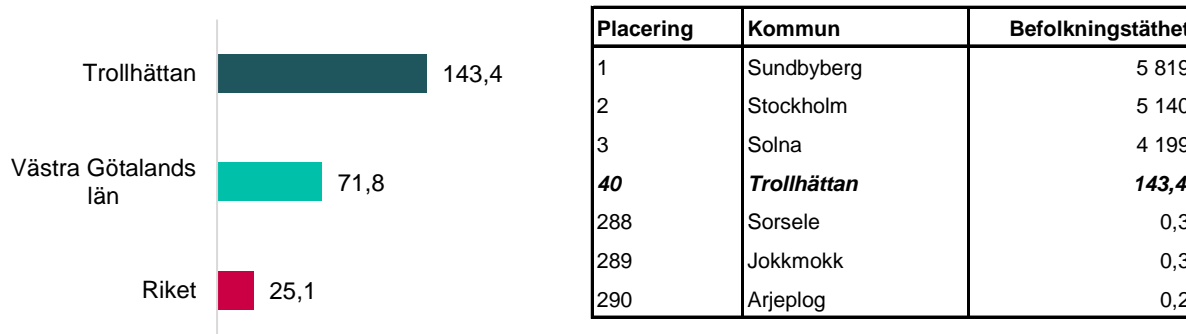 Trollhättan 143,4
Västra Götalands
län 71,8
Riket 25,1
Placering Kommun Befolkningstäthet
1 Sundbyberg 5 819
2 Stockholm 5 140
3 Solna 4 199
40 Trollhättan 143,4
288 Sorsele 0,3
289 Jokkmokk 0,3
290 Arjeplog 0,2